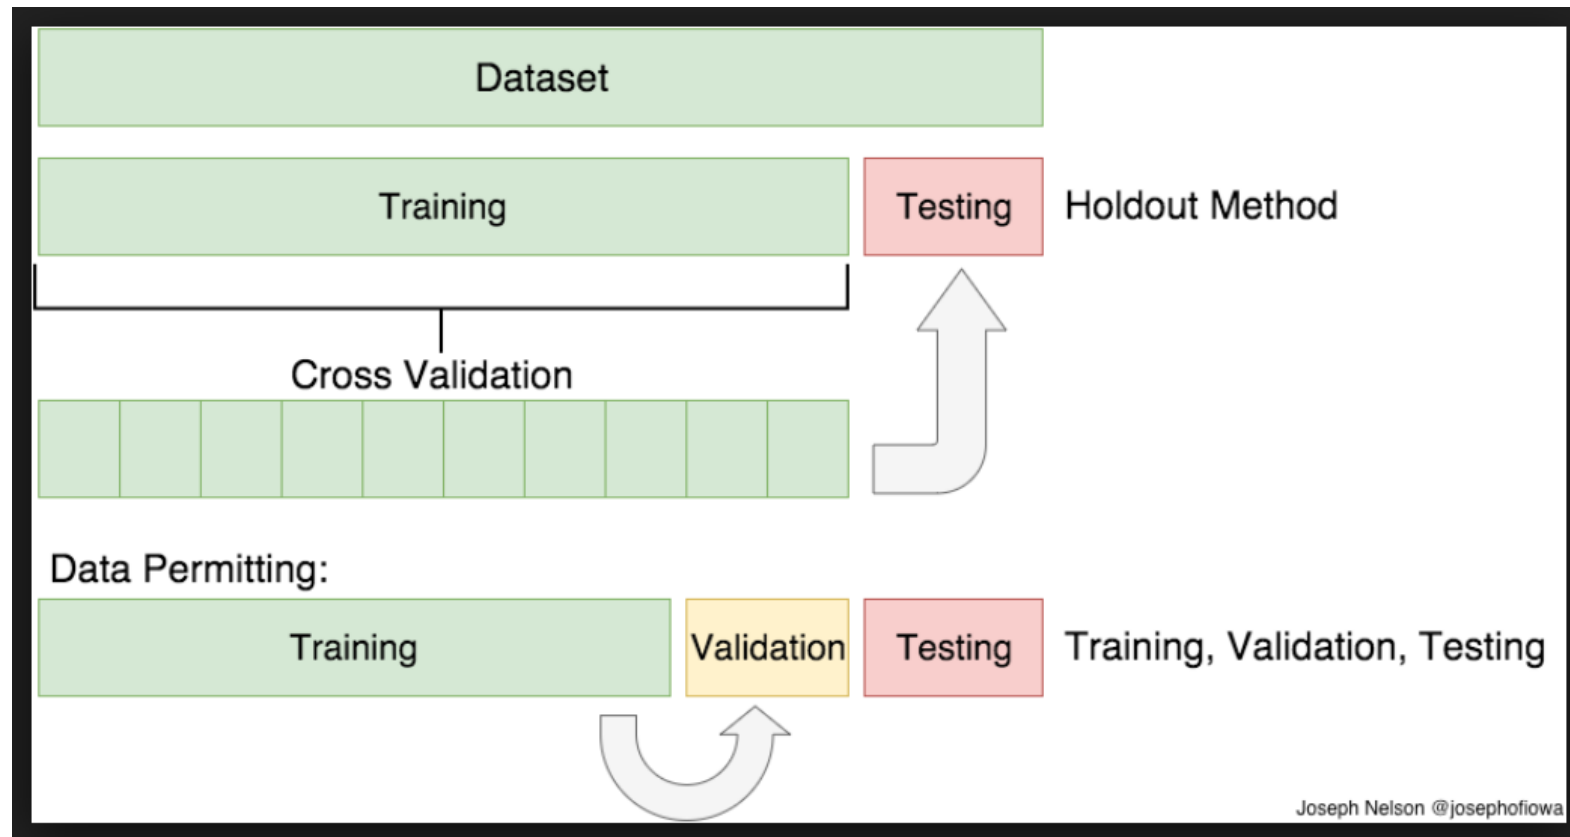 Dataset
Training
Testing
Holdout Method
Cross Validation
Data Permitting:
Training
Validation
Testing
Training, Validation, Testing
Joseph Nelson @josephofiowa